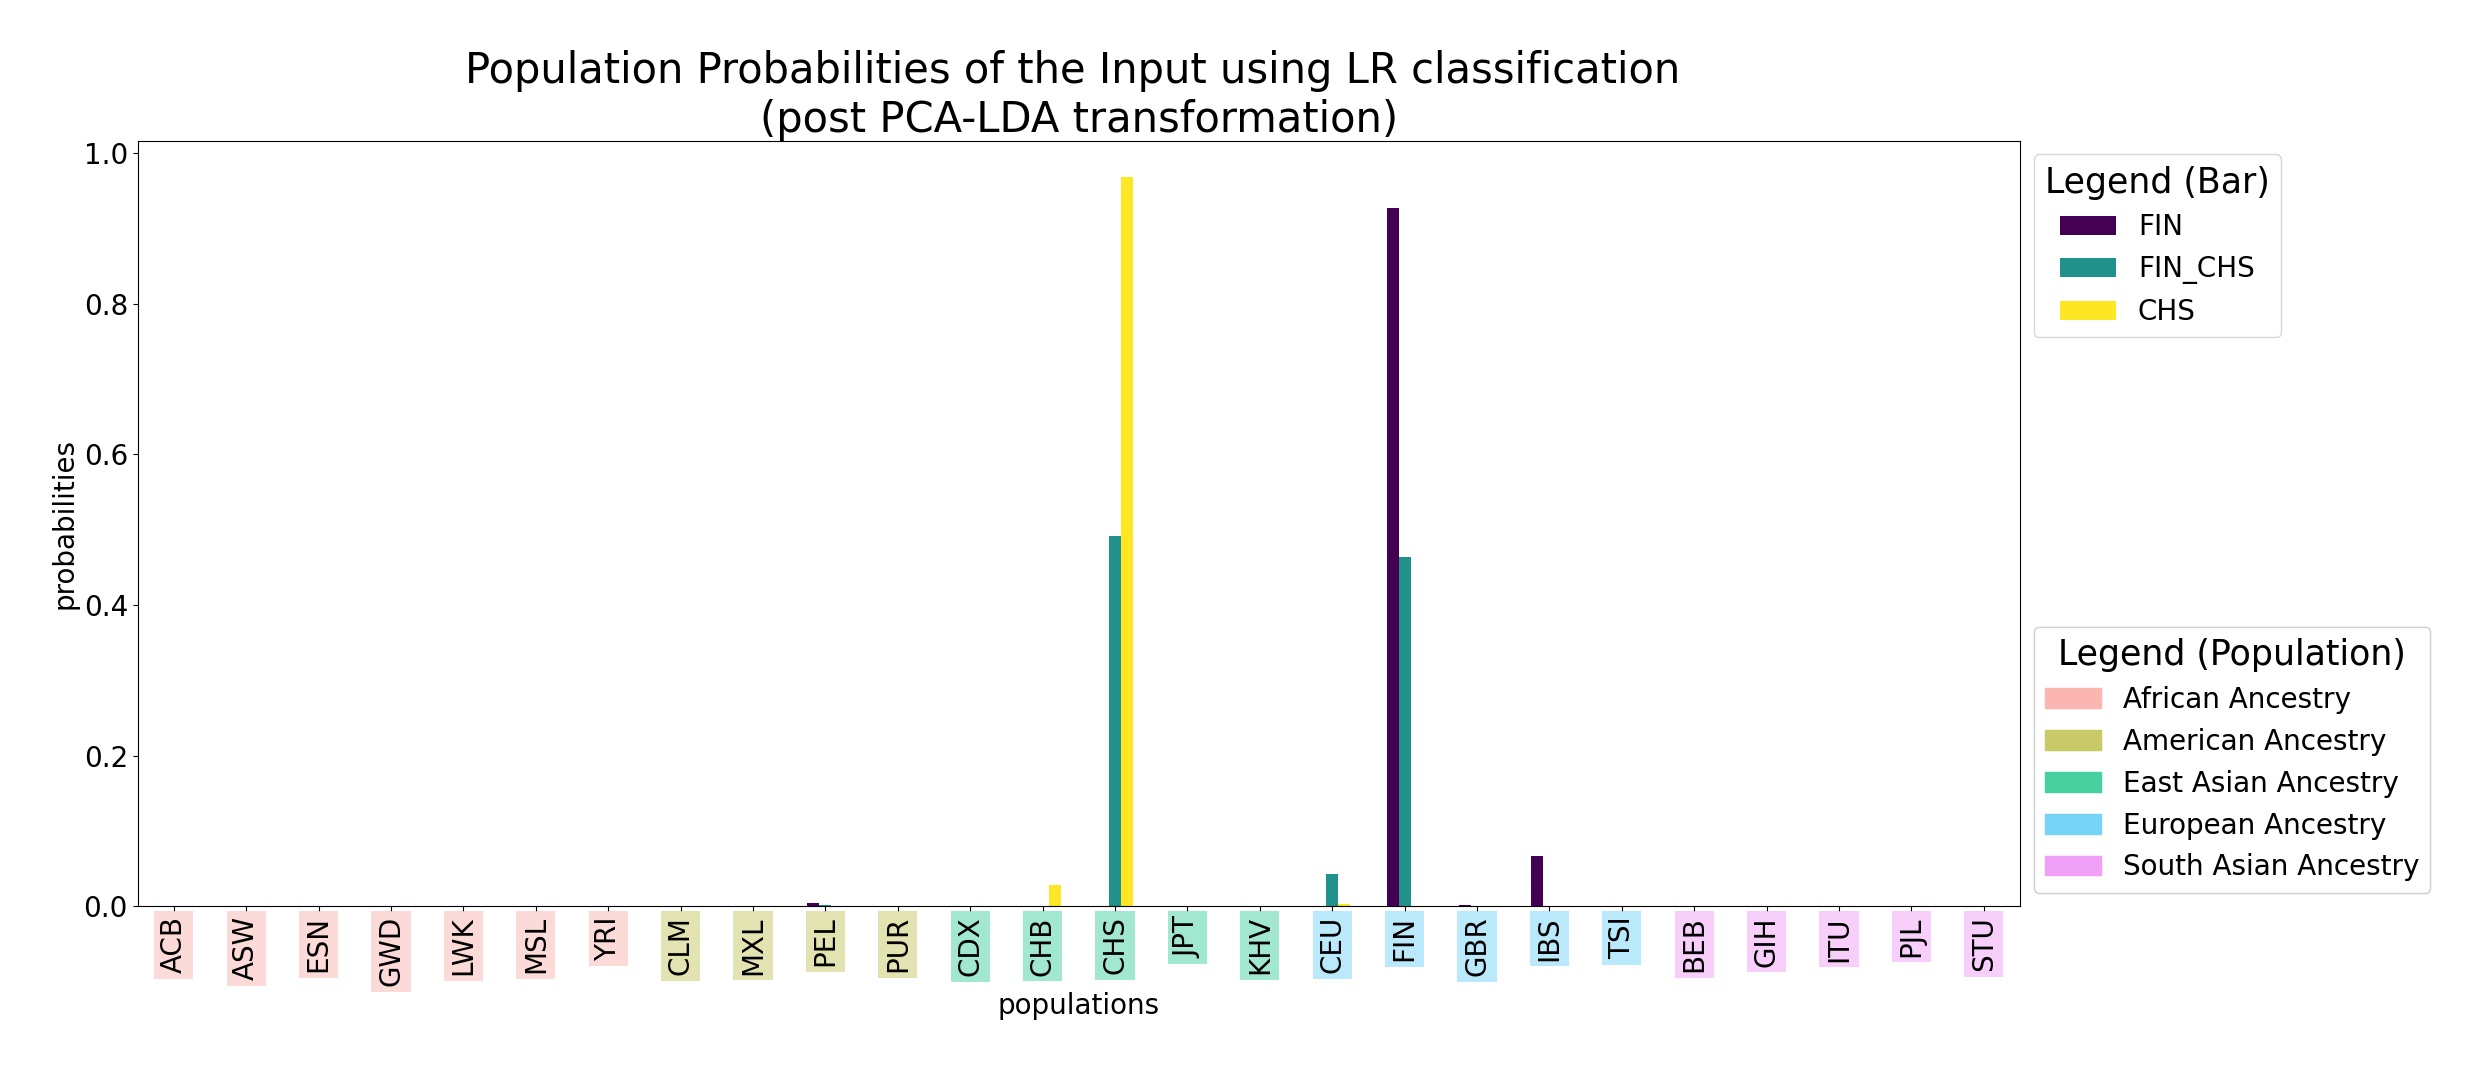 Population Probabilities of the Input using LR classification
(post PCA-LDA transformation)
probabilities
1.0
0.8
0.6
0.4
0.2
0.0
ACB
ASW
ESN
GWD
LWK
MSL
YRI
CLM
MXL
PEL
PUR
CDX
CHB
CHS
JPT
KHV
CEU
FIN
GBR
IBS
TSI
BEB
GIH
ITU
PJL
STU
populations
Legend (Bar)
FIN
FIN_CHS
CHS
Legend (Population)
African Ancestry
American Ancestry
East Asian Ancestry
European Ancestry
South Asian Ancestry